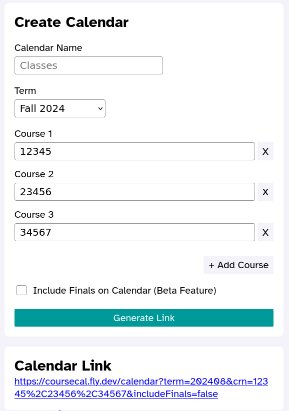 Create Calendar
Calendar Name
Classes
Term
Fall 2024
Course 1
12345
X
Course 2
23456
X
Course 3
34567
X
+ Add Course
Include Finals on Calendar (Beta Feature)
Generate Link
Calendar Link
https://coursecal.fly.dev/calendar?term=202408&crn=123
45%2C23456%2C34567&includeFinals=false